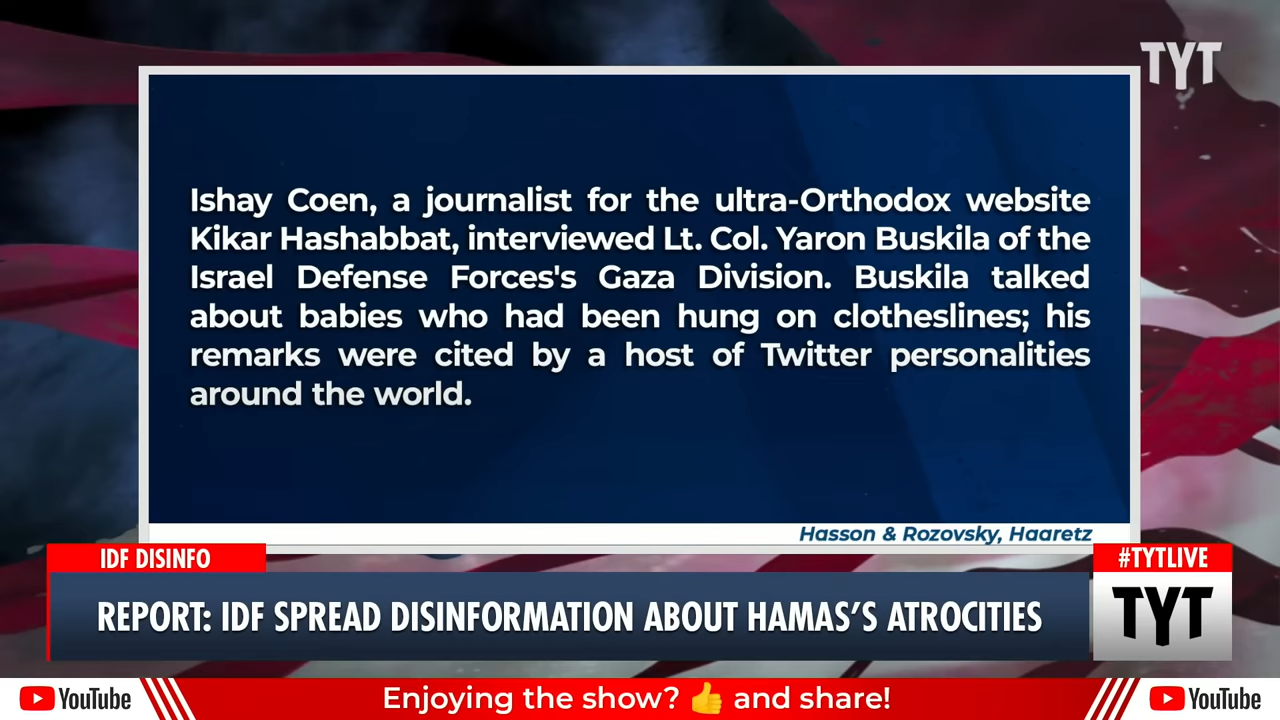 TYT
Ishay Coen, a journalist for the ultra-Orthodox website
Kikar Hashabbat, interviewed Lt. Col. Yaron Buskila of the
Israel Defense Forces's Gaza Division. Buskila talked
about babies who had been hung on clotheslines; his
remarks were cited by a host of Twitter personalities
around the world.
Hasson & Rozovsky, Haaretz
IDF DISINFO
#TYTLIVE
REPORT: IDF SPREAD DISINFORMATION ABOUT HAMAS’S ATROCITIES
TYT
YouTube
Enjoying the show? 👍 and share!
YouTube